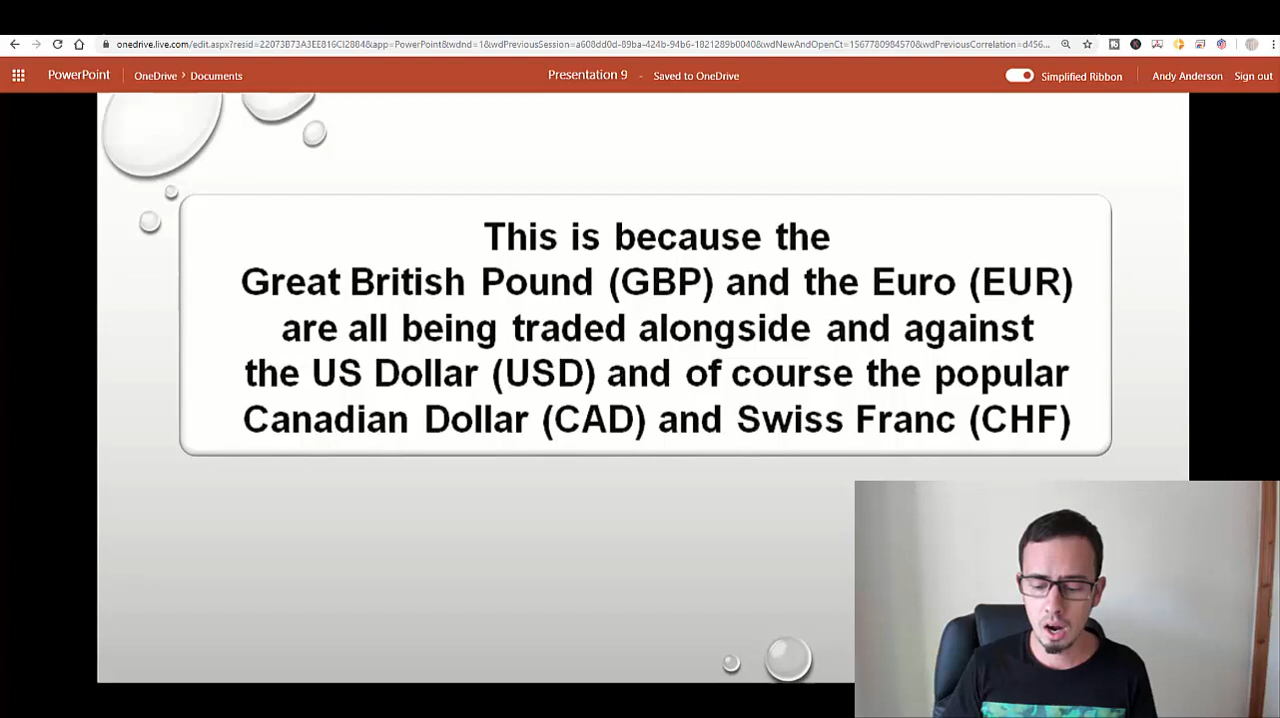 onedrive.live.com/edit.aspx?resid=22073B73A3EE816C!2884&app=PowerPoint&wdnd=1&wdPreviousSession=a608dd0d-89ba-424b-94b6-1821289b0040&wdNewAndOpenCt=1567780984570&wdPreviousCorrelation=d456...
PowerPoint OneDrive > Documents Presentation 9 - Saved to OneDrive Simplified Ribbon Andy Anderson Sign out
This is because the
Great British Pound (GBP) and the Euro (EUR)
are all being traded alongside and against
the US Dollar (USD) and of course the popular
Canadian Dollar (CAD) and Swiss Franc (CHF)